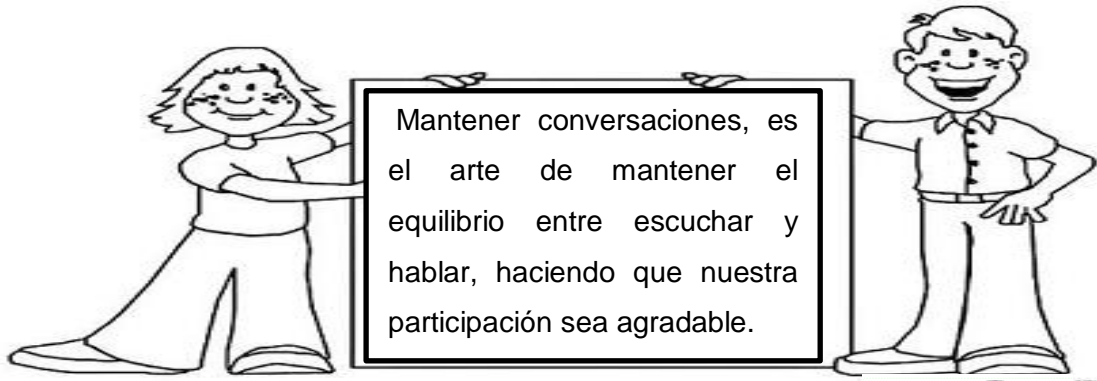 Mantener conversaciones, es
el arte de mantener el
equilibrio entre escuchar y
hablar, haciendo que nuestra
participación sea agradable.